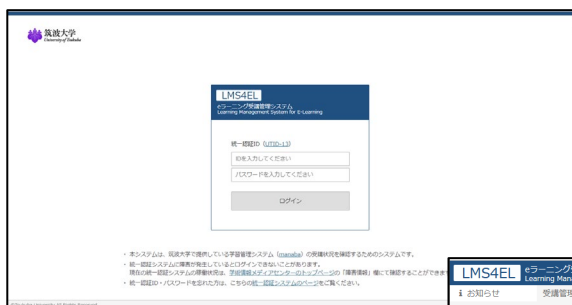 筑波大学
University of Tsukuba
LMS4EL
eラーニング受講管理システム
Learning Management System for E-Learning
統一認証ID (UTID-13)
IDを入力してください
パスワードを入力してください
ログイン
・ 本システムは、筑波大学で提供している学習管理システム (manaba) の受講状況を確認するためのシステムです。
・ 統一認証システムに障害が発生しているとログインできないことがあります。
現在の統一認証システムの稼働状況は、学術情報メディアセンターのトップページの「障害情報」欄にて確認することができます
・ 統一認証ID・パスワードを忘れた方は、こちらの統一認証システムのページをご覧ください。
LMS4EL
eラーニング受
Learning Mana
i お知らせ
受講管理